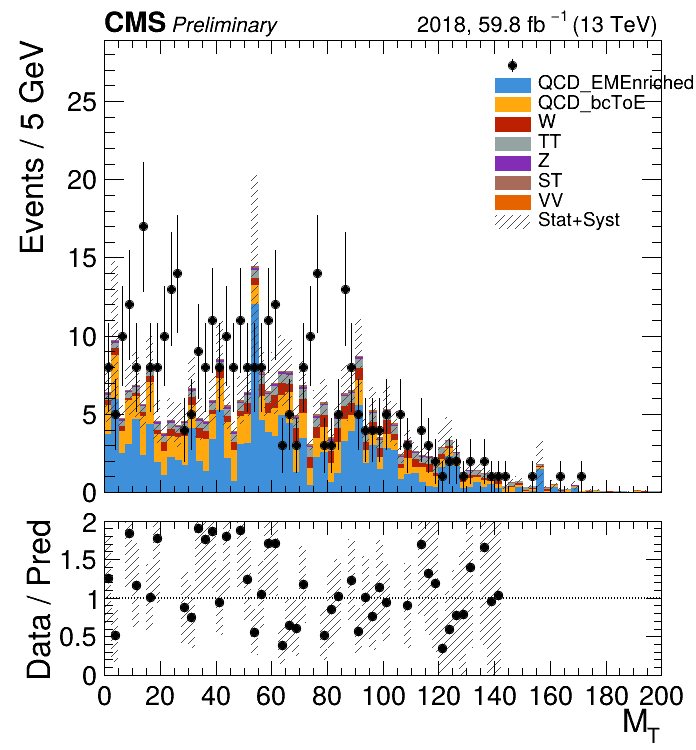 CMS Preliminary 2018, 59.8 fb⁻¹ (13 TeV)
Events / 5 GeV
25
20
15
10
5
0
QCD_EMEnriched
QCD_bcToE
W
TT
Z
ST
VV
Stat+Syst
Data / Pred
2
1.5
1
0.5
0
0 20 40 60 80 100 120 140 160 180 200
M_T